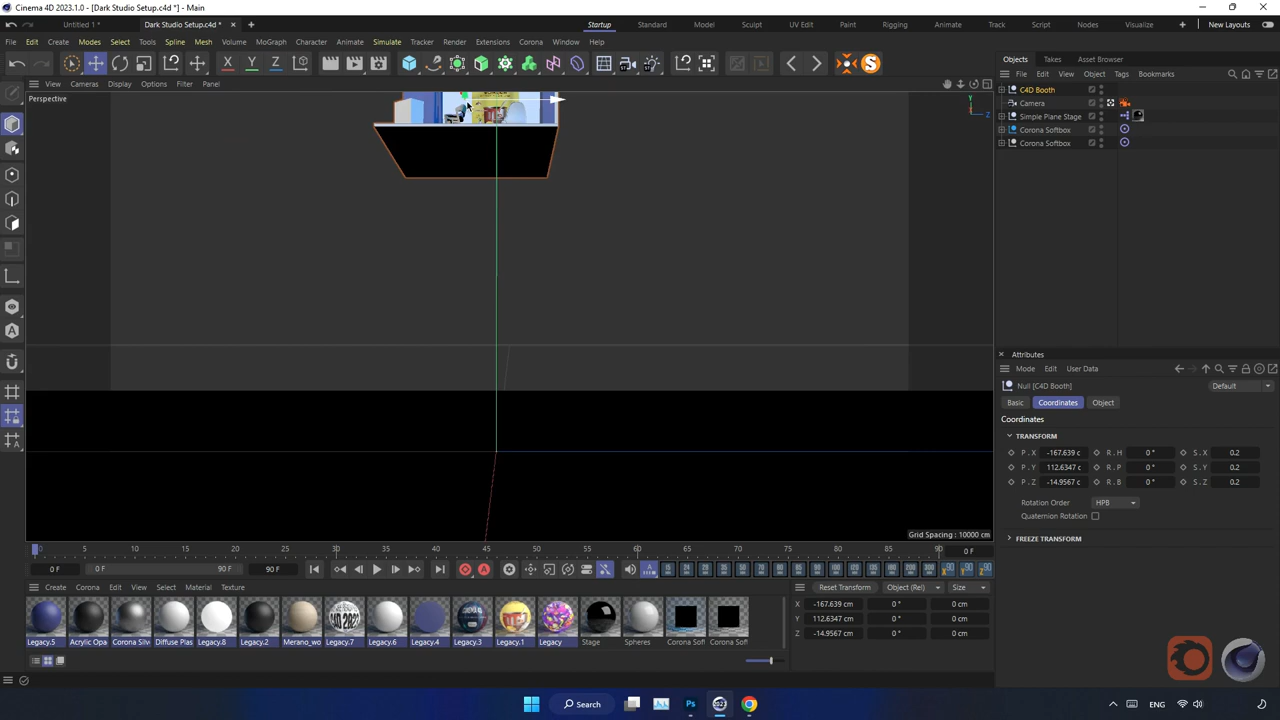 Cinema 4D 2023.1.0 - [Dark Studio Setup.c4d *] - Main
Untitled 1 *
Dark Studio Setup.c4d *
Startup
Standard
Model
Sculpt
UV Edit
Paint
Rigging
Animate
Track
Script
Nodes
Visualize
New Layouts
File Edit Create Modes Select Tools Spline Mesh Volume MoGraph Character Animate Simulate Tracker Render Extensions Corona Window Help
Objects Takes Asset Browser
X Y Z
View Cameras Display Options Filter Panel
File Edit View Object Tags Bookmarks
Perspective
Y
Z
C4D Booth
Camera
Simple Plane Stage
Corona Softbox
Corona Softbox
Grid Spacing : 10000 cm
Attributes
Mode Edit User Data
Null [C4D Booth]
Default
Basic Coordinates Object
Coordinates
TRANSFORM
P . X -167.639 c R . H 0 ° S . X 0.2
P . Y 112.6347 c R . P 0 ° S . Y 0.2
P . Z -14.9567 c R . B 0 ° S . Z 0.2
Rotation Order HPB
Quaternion Rotation
FREEZE TRANSFORM
0 5 10 15 20 25 30 35 40 45 50 55 60 65 70 75 80 85 90
0 F
0 F 0 F 90 F 90 F
Create Corona Edit View Select Material Texture
Reset Transform Object (Rel) Size
X -167.639 cm 0 ° 0 cm
Y 112.6347 cm 0 ° 0 cm
Z -14.9567 cm 0 ° 0 cm
Legacy.5 Acrylic Opa Corona Silv Diffuse Plas Legacy.8 Legacy.2 Merano_wo Legacy.7 Legacy.6 Legacy.4 Legacy.3 Legacy.1 Legacy Stage Spheres Corona Soft Corona Soft
Search
Ps
ENG